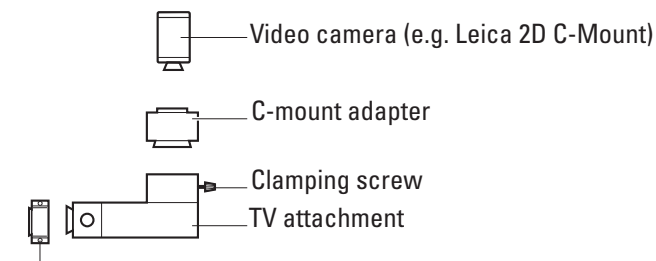 Video camera (e.g. Leica 2D C-Mount)
C-mount adapter
Clamping screw
TV attachment